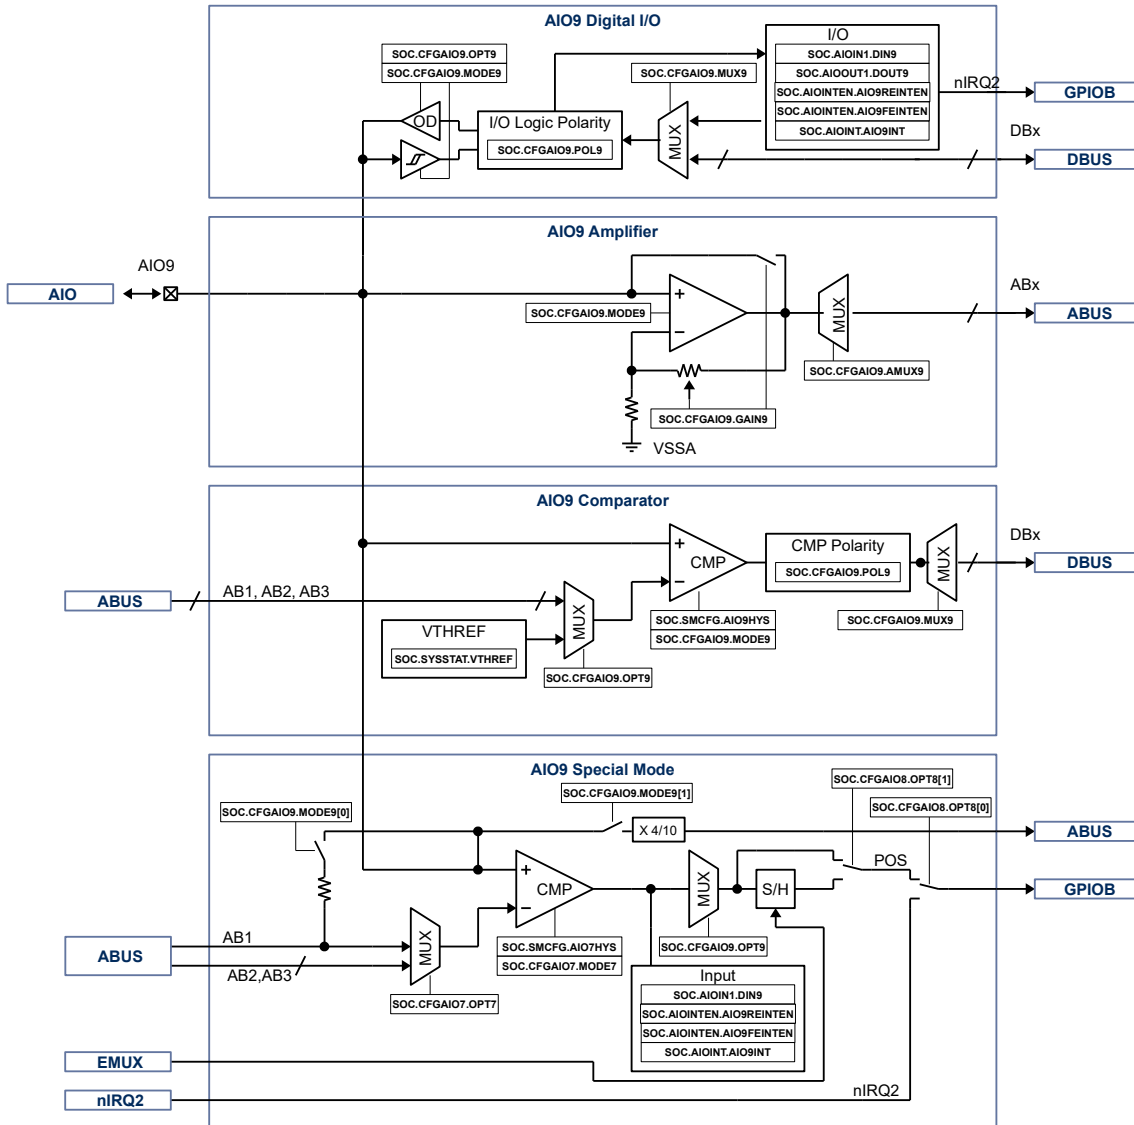 AIO9 Digital I/O
SOC.CFGAIO9.OPT9
SOC.CFGAIO9.MODE9
OD
I/O Logic Polarity
SOC.CFGAIO9.POL9
SOC.CFGAIO9.MUX9
MUX
I/O
SOC.AIOIN1.DIN9
SOC.AIOOUT1.DOUT9
SOC.AIOINTEN.AIO9REINTEN
SOC.AIOINTEN.AIO9FEINTEN
SOC.AIOINT.AIO9INT
nIRQ2
GPIOB
DBx
DBUS
AIO9 Amplifier
AIO9
AIO
SOC.CFGAIO9.MODE9
+
−
MUX
ABx
ABUS
SOC.CFGAIO9.AMUX9
SOC.CFGAIO9.GAIN9
VSSA
AIO9 Comparator
+
−
CMP
CMP Polarity
SOC.CFGAIO9.POL9
MUX
DBx
DBUS
ABUS
AB1, AB2, AB3
MUX
VTHREF
SOC.SYSSTAT.VTHREF
SOC.SMCFG.AIO9HYS
SOC.CFGAIO9.MODE9
SOC.CFGAIO9.MUX9
SOC.CFGAIO9.OPT9
AIO9 Special Mode
SOC.CFGAIO9.MODE9[0]
SOC.CFGAIO9.MODE9[1]
SOC.CFGAIO8.OPT8[1]
SOC.CFGAIO8.OPT8[0]
X 4/10
ABUS
+
−
CMP
MUX
S/H
POS
GPIOB
AB1
ABUS
AB2,AB3
MUX
SOC.SMCFG.AIO7HYS
SOC.CFGAIO7.MODE7
SOC.CFGAIO9.OPT9
SOC.CFGAIO7.OPT7
Input
SOC.AIOIN1.DIN9
SOC.AIOINTEN.AIO9REINTEN
SOC.AIOINTEN.AIO9FEINTEN
SOC.AIOINT.AIO9INT
EMUX
nIRQ2
nIRQ2